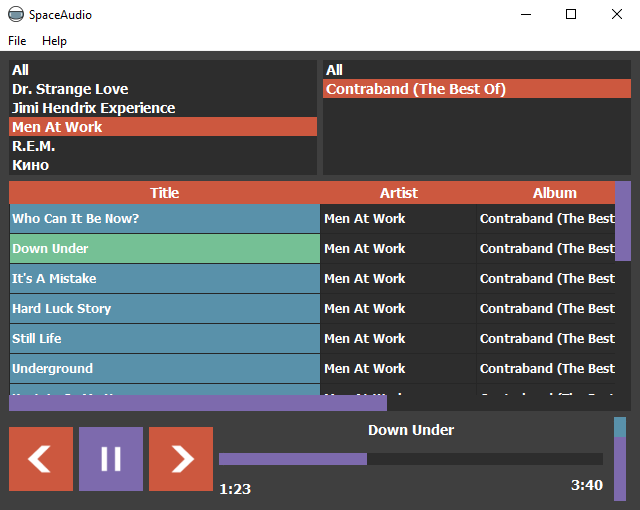 SpaceAudio
File Help
All
Dr. Strange Love
Jimi Hendrix Experience
Men At Work
R.E.M.
Кино
All
Contraband (The Best Of)
Title Artist Album
Who Can It Be Now? Men At Work Contraband (The Best
Down Under Men At Work Contraband (The Best
It's A Mistake Men At Work Contraband (The Best
Hard Luck Story Men At Work Contraband (The Best
Still Life Men At Work Contraband (The Best
Underground Men At Work Contraband (The Best
Down Under
1:23 3:40